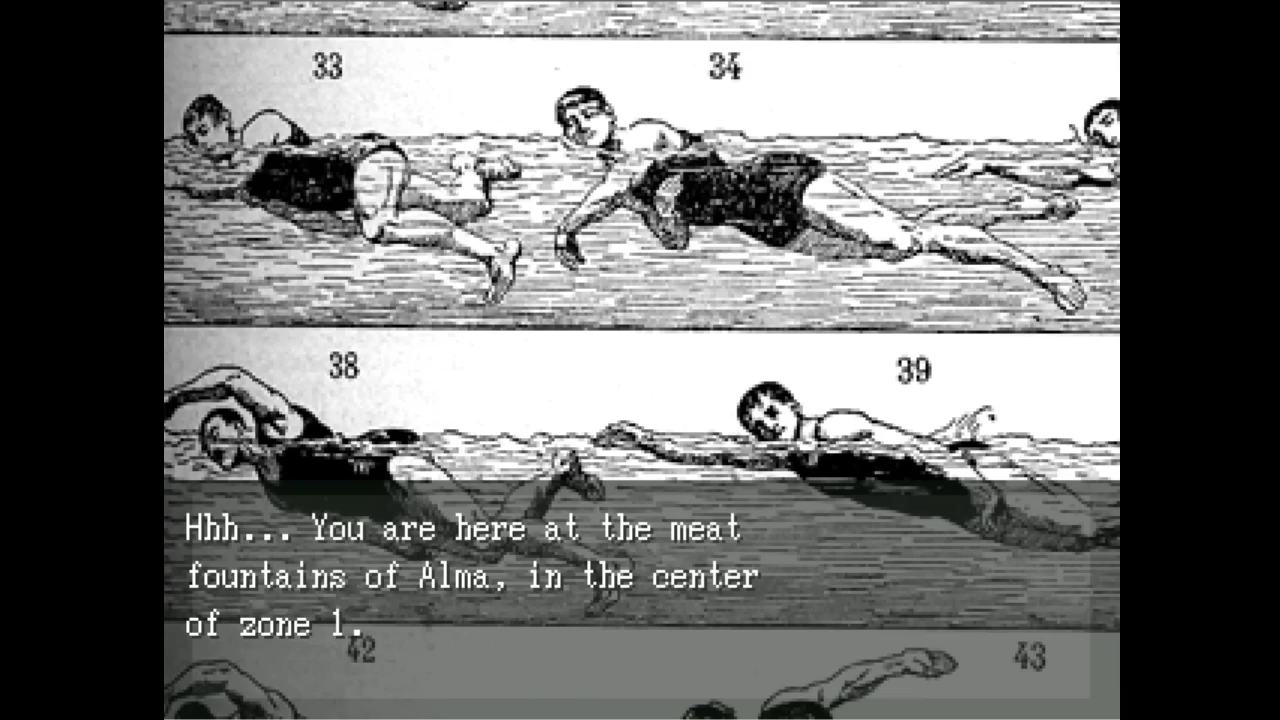 33 34
38 39
Hhh... You are here at the meat
fountains of Alma, in the center
of zone 1.
42 43